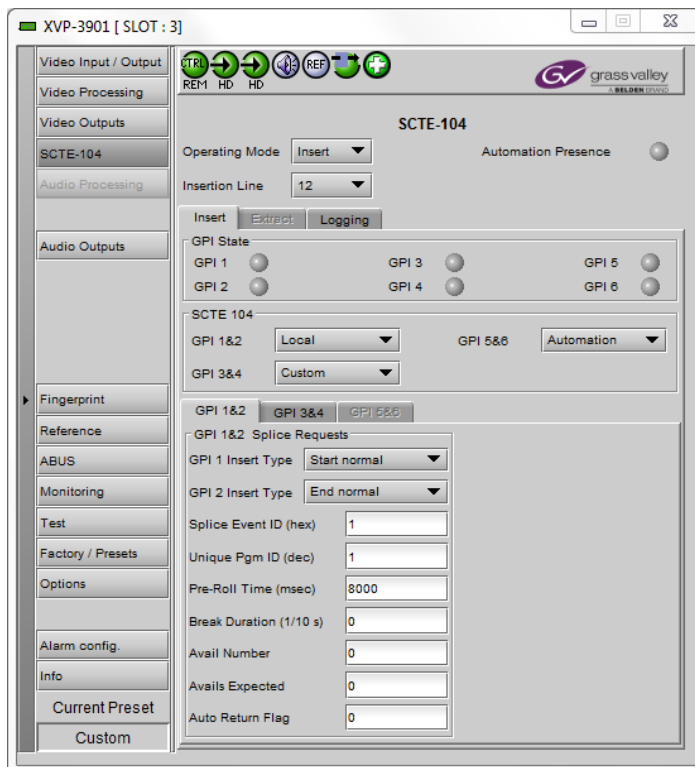 XVP-3901 [ SLOT : 3]
Video Input / Output
Video Processing
Video Outputs
SCTE-104
Audio Processing
Audio Outputs
Fingerprint
Reference
ABUS
Monitoring
Test
Factory / Presets
Options
Alarm config.
Info
Current Preset
Custom
CTRL REF
REM HD HD
GV grass valley
A BELDEN BRAND
SCTE-104
Operating Mode Insert Automation Presence
Insertion Line 12
Insert Extract Logging
GPI State
GPI 1 GPI 3 GPI 5
GPI 2 GPI 4 GPI 6
SCTE 104
GPI 1&2 Local GPI 5&6 Automation
GPI 3&4 Custom
GPI 1&2 GPI 3&4 GPI 5&6
GPI 1&2 Splice Requests
GPI 1 Insert Type Start normal
GPI 2 Insert Type End normal
Splice Event ID (hex) 1
Unique Pgm ID (dec) 1
Pre-Roll Time (msec) 8000
Break Duration (1/10 s) 0
Avail Number 0
Avails Expected 0
Auto Return Flag 0